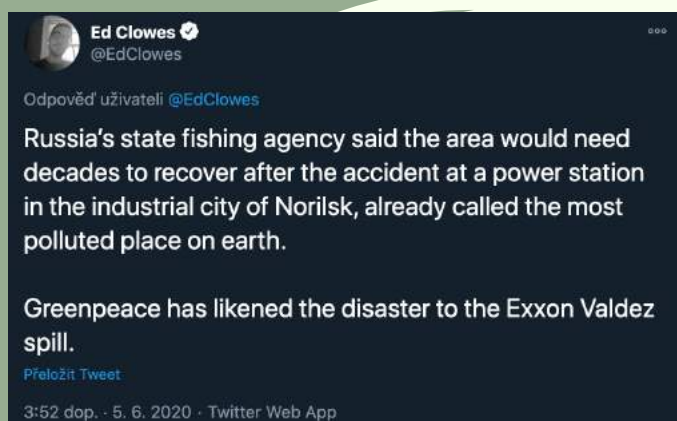 Ed Clowes
@EdClowes
Odpověď uživateli @EdClowes
Russia's state fishing agency said the area would need
decades to recover after the accident at a power station
in the industrial city of Norilsk, already called the most
polluted place on earth.
Greenpeace has likened the disaster to the Exxon Valdez
spill.
Přeložit Tweet
3:52 dop. · 5. 6. 2020 · Twitter Web App